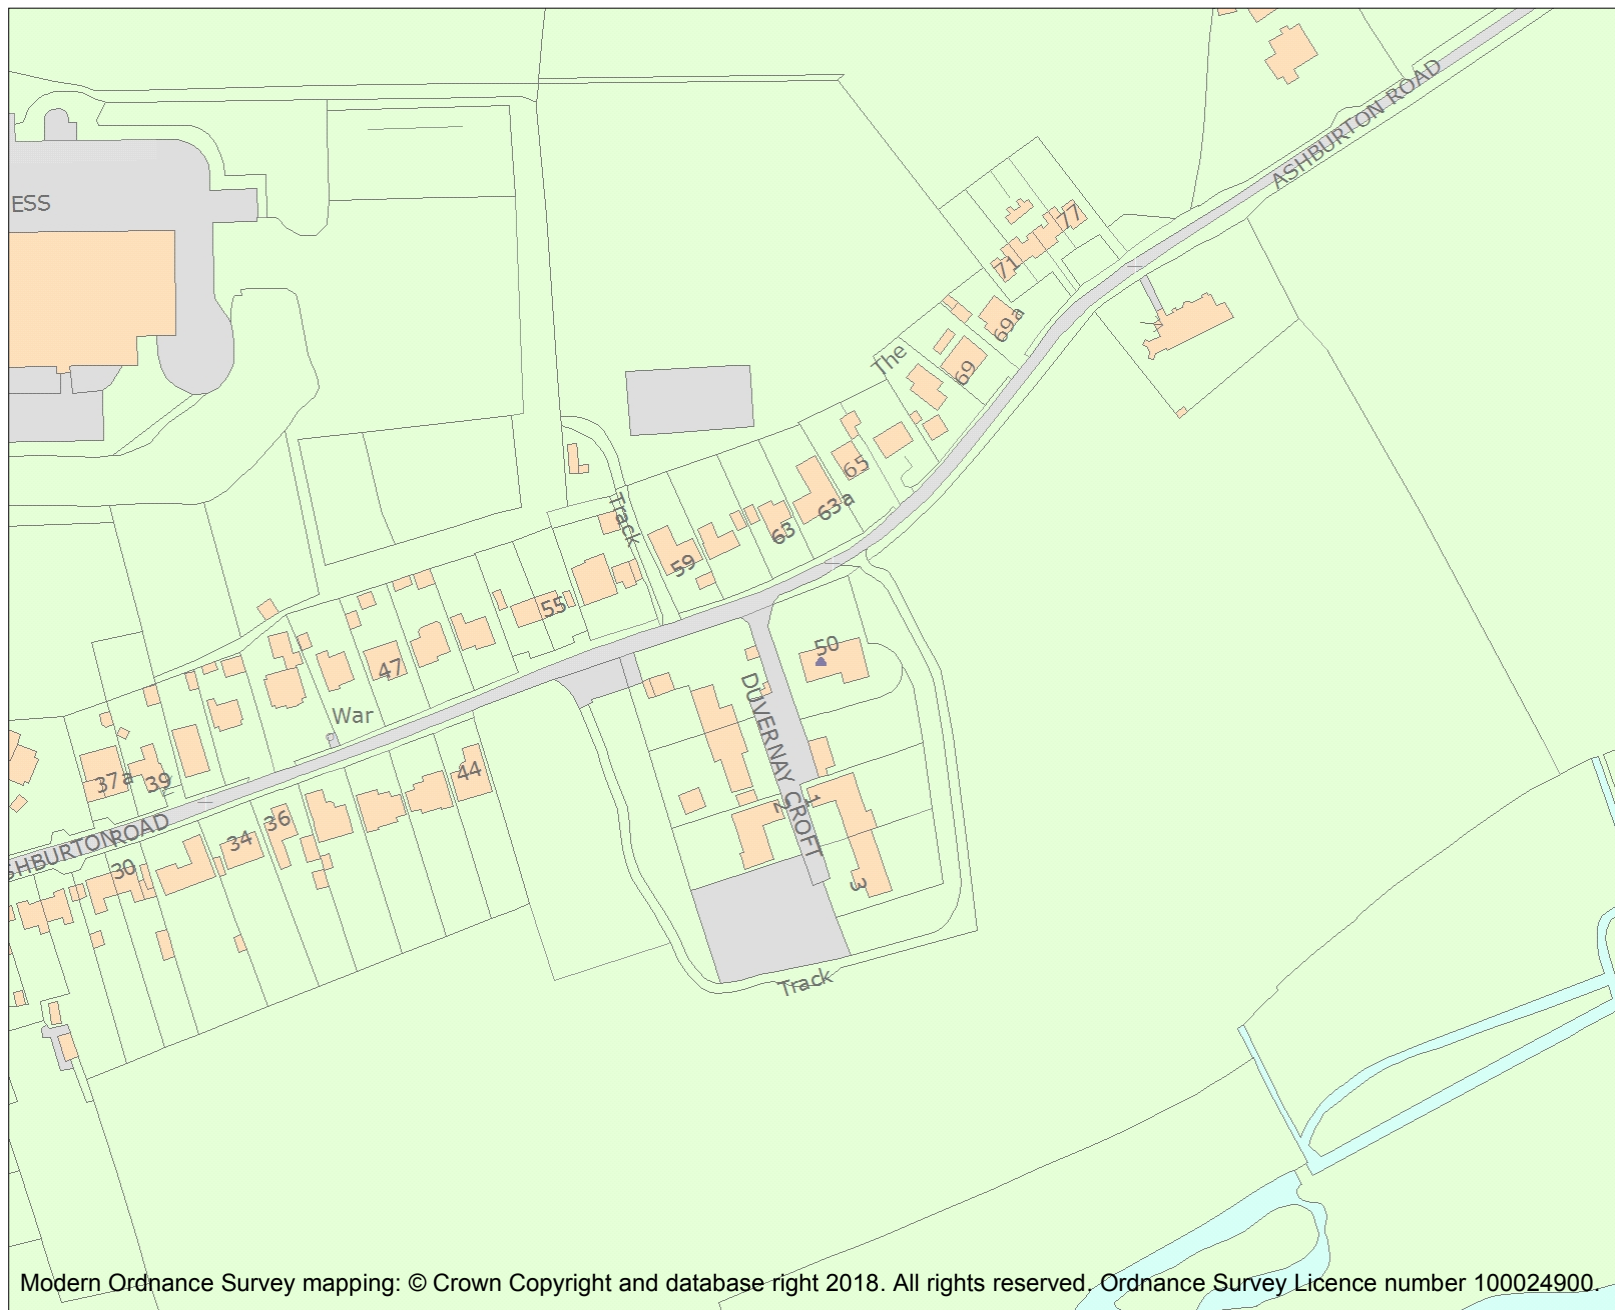 ASHBURTON ROAD
ESS
77
71
69a
The
69
65
63a
63
Track
59
55
50
47
DUVERNAY CROFT
War
44
37a
39
1
2
36
34
SHBURTON ROAD
30
3
Track
Modern Ordnance Survey mapping: © Crown Copyright and database right 2018. All rights reserved. Ordnance Survey Licence number 100024900.